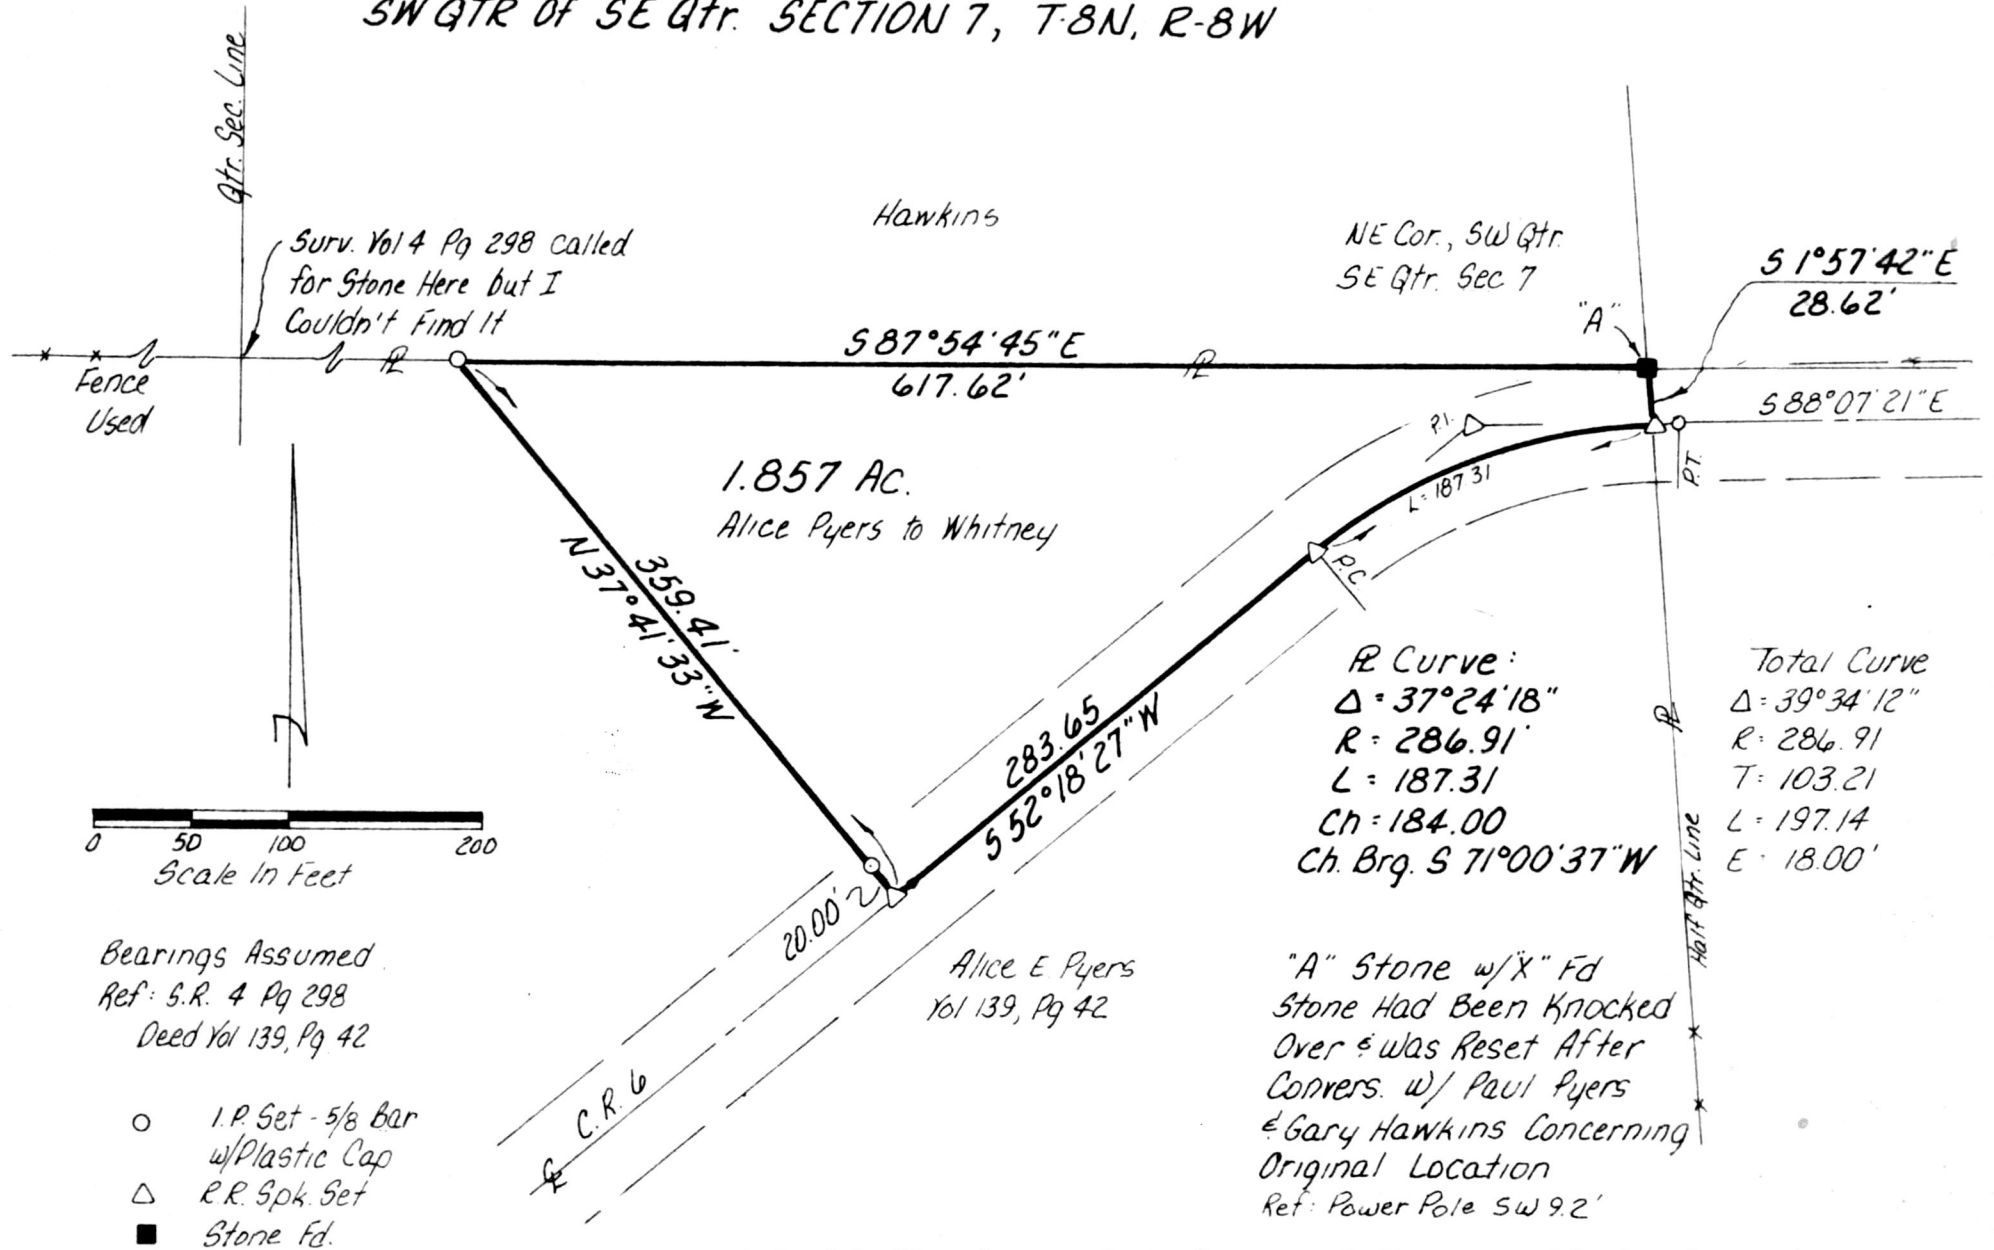 SW QTR OF SE Qtr. SECTION 7, T-8N, R-8W
Qtr. Sec. Line
Hawkins
Surv. Vol 4 Pg 298 called
for Stone Here but I
Couldn't Find It
NE Cor., SW Qtr.
SE Qtr. Sec 7
"A"
S 1°57'42" E
28.62'
Fence
Used
PL
S 87°54'45" E
617.62'
PL
S 88°07'21" E
P.I.
P.T.
L = 187.31
P.C.
1.857 Ac.
Alice Pyers to Whitney
359.41'
N 37°41'33" W
283.65
S 52°18'27" W
PL Curve:
Δ = 37°24'18"
R = 286.91'
L = 187.31
Ch = 184.00
Ch. Brg. S 71°00'37" W
Total Curve
Δ = 39°34'12"
R = 286.91
T = 103.21
L = 197.14
E = 18.00'
PL
Half Qtr. Line
0 50 100 200
Scale In Feet
20.00'
Bearings Assumed
Ref: S.R. 4 Pg 298
Deed Vol 139, Pg 42
Alice E. Pyers
Vol 139, Pg 42
C.R. 6
CL
"A" Stone w/"X" Fd
Stone Had Been Knocked
Over & Was Reset After
Convers. w/ Paul Pyers
& Gary Hawkins Concerning
Original Location
Ref: Power Pole SW 9.2'
I.P. Set - 5/8 Bar
w/Plastic Cap
R.R. Spk. Set
Stone Fd.